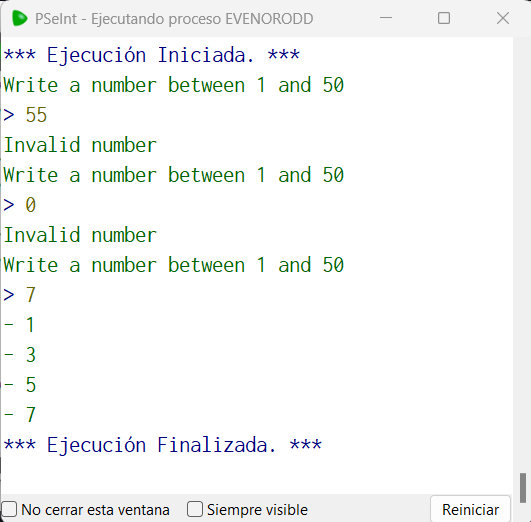 PSeInt - Ejecutando proceso EVENORODD
*** Ejecución Iniciada. ***
Write a number between 1 and 50
> 55
Invalid number
Write a number between 1 and 50
> 0
Invalid number
Write a number between 1 and 50
> 7
- 1
- 3
- 5
- 7
*** Ejecución Finalizada. ***
No cerrar esta ventana Siempre visible Reiniciar